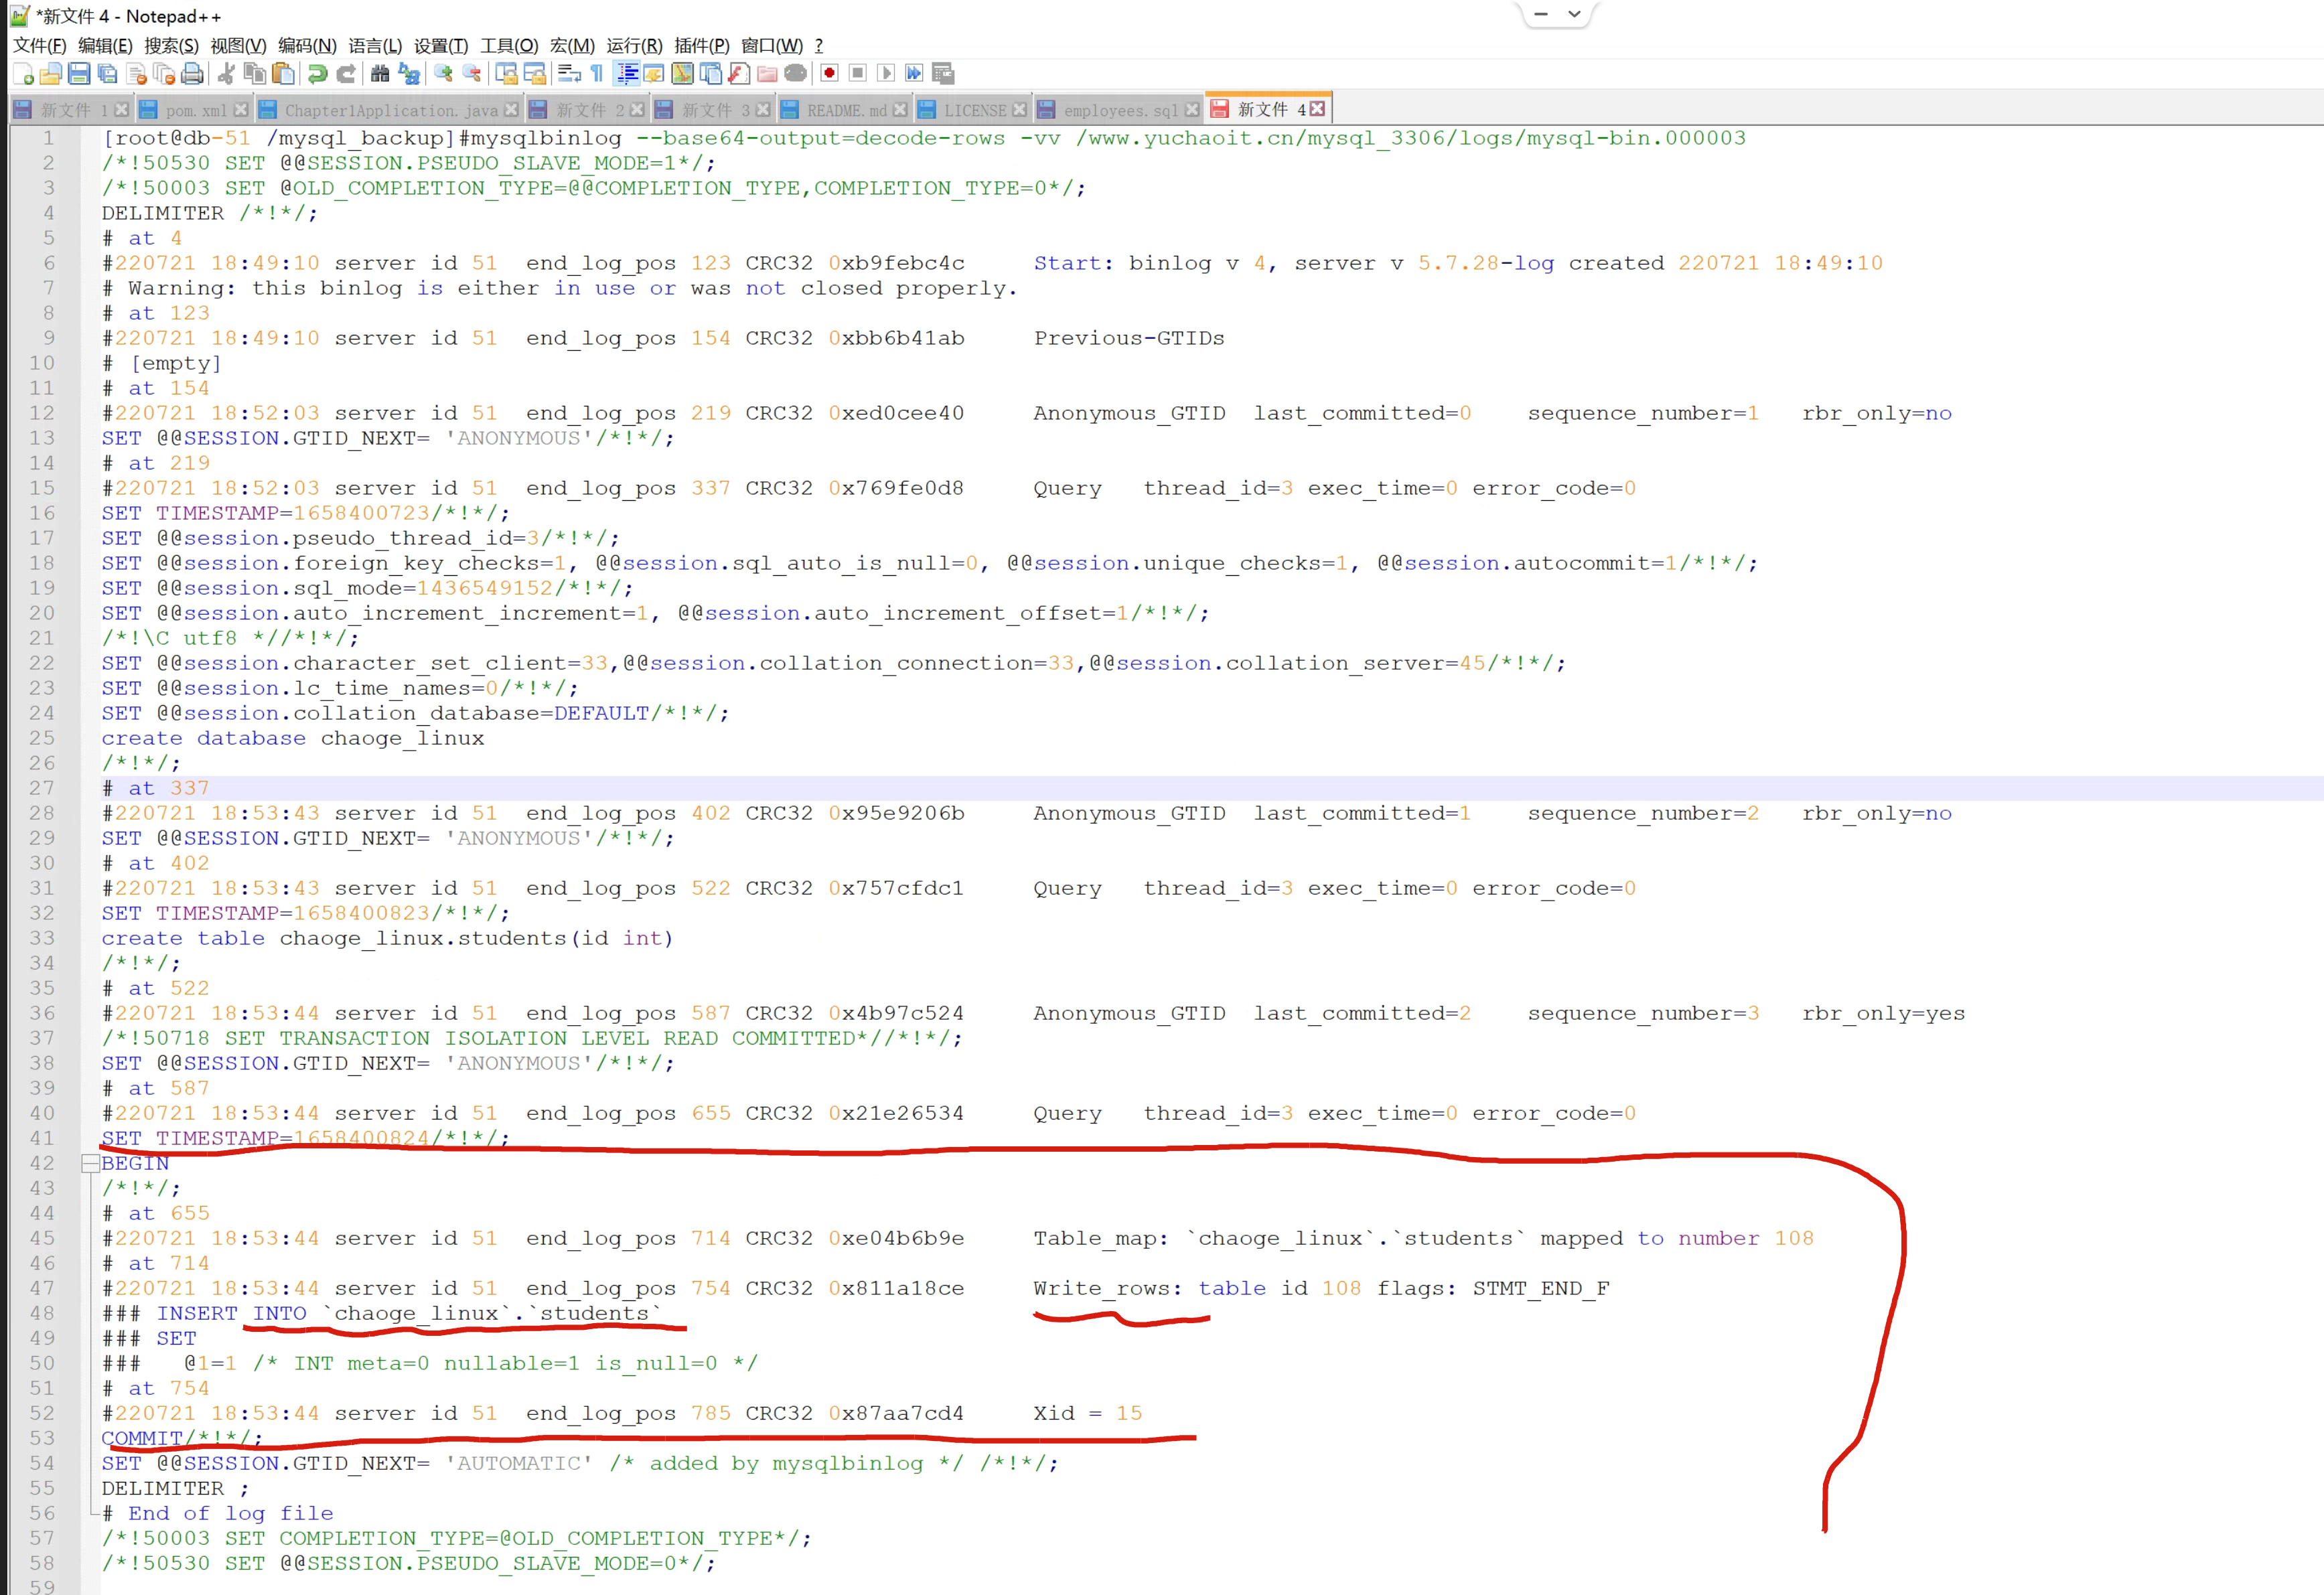 *新文件 4 - Notepad++
文件(F) 编辑(E) 搜索(S) 视图(V) 编码(N) 语言(L) 设置(T) 工具(O) 宏(M) 运行(R) 插件(P) 窗口(W) ?
新文件 1 pom.xml Chapter1Application.java 新文件 2 新文件 3 README.md LICENSE employees.sql 新文件 4
1 [root@db-51 /mysql_backup]#mysqlbinlog --base64-output=decode-rows -vv /www.yuchaoit.cn/mysql_3306/logs/mysql-bin.000003
2 /*!50530 SET @@SESSION.PSEUDO_SLAVE_MODE=1*/;
3 /*!50003 SET @OLD_COMPLETION_TYPE=@@COMPLETION_TYPE,COMPLETION_TYPE=0*/;
4 DELIMITER /*!*/;
5 # at 4
6 #220721 18:49:10 server id 51  end_log_pos 123 CRC32 0xb9febc4c     Start: binlog v 4, server v 5.7.28-log created 220721 18:49:10
7 # Warning: this binlog is either in use or was not closed properly.
8 # at 123
9 #220721 18:49:10 server id 51  end_log_pos 154 CRC32 0xbb6b41ab     Previous-GTIDs
10 # [empty]
11 # at 154
12 #220721 18:52:03 server id 51  end_log_pos 219 CRC32 0xed0cee40     Anonymous_GTID  last_committed=0    sequence_number=1   rbr_only=no
13 SET @@SESSION.GTID_NEXT= 'ANONYMOUS'/*!*/;
14 # at 219
15 #220721 18:52:03 server id 51  end_log_pos 337 CRC32 0x769fe0d8     Query   thread_id=3 exec_time=0 error_code=0
16 SET TIMESTAMP=1658400723/*!*/;
17 SET @@session.pseudo_thread_id=3/*!*/;
18 SET @@session.foreign_key_checks=1, @@session.sql_auto_is_null=0, @@session.unique_checks=1, @@session.autocommit=1/*!*/;
19 SET @@session.sql_mode=1436549152/*!*/;
20 SET @@session.auto_increment_increment=1, @@session.auto_increment_offset=1/*!*/;
21 /*!\C utf8 *//*!*/;
22 SET @@session.character_set_client=33,@@session.collation_connection=33,@@session.collation_server=45/*!*/;
23 SET @@session.lc_time_names=0/*!*/;
24 SET @@session.collation_database=DEFAULT/*!*/;
25 create database chaoge_linux
26 /*!*/;
27 # at 337
28 #220721 18:53:43 server id 51  end_log_pos 402 CRC32 0x95e9206b     Anonymous_GTID  last_committed=1    sequence_number=2   rbr_only=no
29 SET @@SESSION.GTID_NEXT= 'ANONYMOUS'/*!*/;
30 # at 402
31 #220721 18:53:43 server id 51  end_log_pos 522 CRC32 0x757cfdc1     Query   thread_id=3 exec_time=0 error_code=0
32 SET TIMESTAMP=1658400823/*!*/;
33 create table chaoge_linux.students(id int)
34 /*!*/;
35 # at 522
36 #220721 18:53:44 server id 51  end_log_pos 587 CRC32 0x4b97c524     Anonymous_GTID  last_committed=2    sequence_number=3   rbr_only=yes
37 /*!50718 SET TRANSACTION ISOLATION LEVEL READ COMMITTED*//*!*/;
38 SET @@SESSION.GTID_NEXT= 'ANONYMOUS'/*!*/;
39 # at 587
40 #220721 18:53:44 server id 51  end_log_pos 655 CRC32 0x21e26534     Query   thread_id=3 exec_time=0 error_code=0
41 SET TIMESTAMP=1658400824/*!*/;
42 BEGIN
43 /*!*/;
44 # at 655
45 #220721 18:53:44 server id 51  end_log_pos 714 CRC32 0xe04b6b9e     Table_map: `chaoge_linux`.`students` mapped to number 108
46 # at 714
47 #220721 18:53:44 server id 51  end_log_pos 754 CRC32 0x811a18ce     Write_rows: table id 108 flags: STMT_END_F
48 ### INSERT INTO `chaoge_linux`.`students`
49 ### SET
50 ###   @1=1 /* INT meta=0 nullable=1 is_null=0 */
51 # at 754
52 #220721 18:53:44 server id 51  end_log_pos 785 CRC32 0x87aa7cd4     Xid = 15
53 COMMIT/*!*/;
54 SET @@SESSION.GTID_NEXT= 'AUTOMATIC' /* added by mysqlbinlog */ /*!*/;
55 DELIMITER ;
56 # End of log file
57 /*!50003 SET COMPLETION_TYPE=@OLD_COMPLETION_TYPE*/;
58 /*!50530 SET @@SESSION.PSEUDO_SLAVE_MODE=0*/;
59